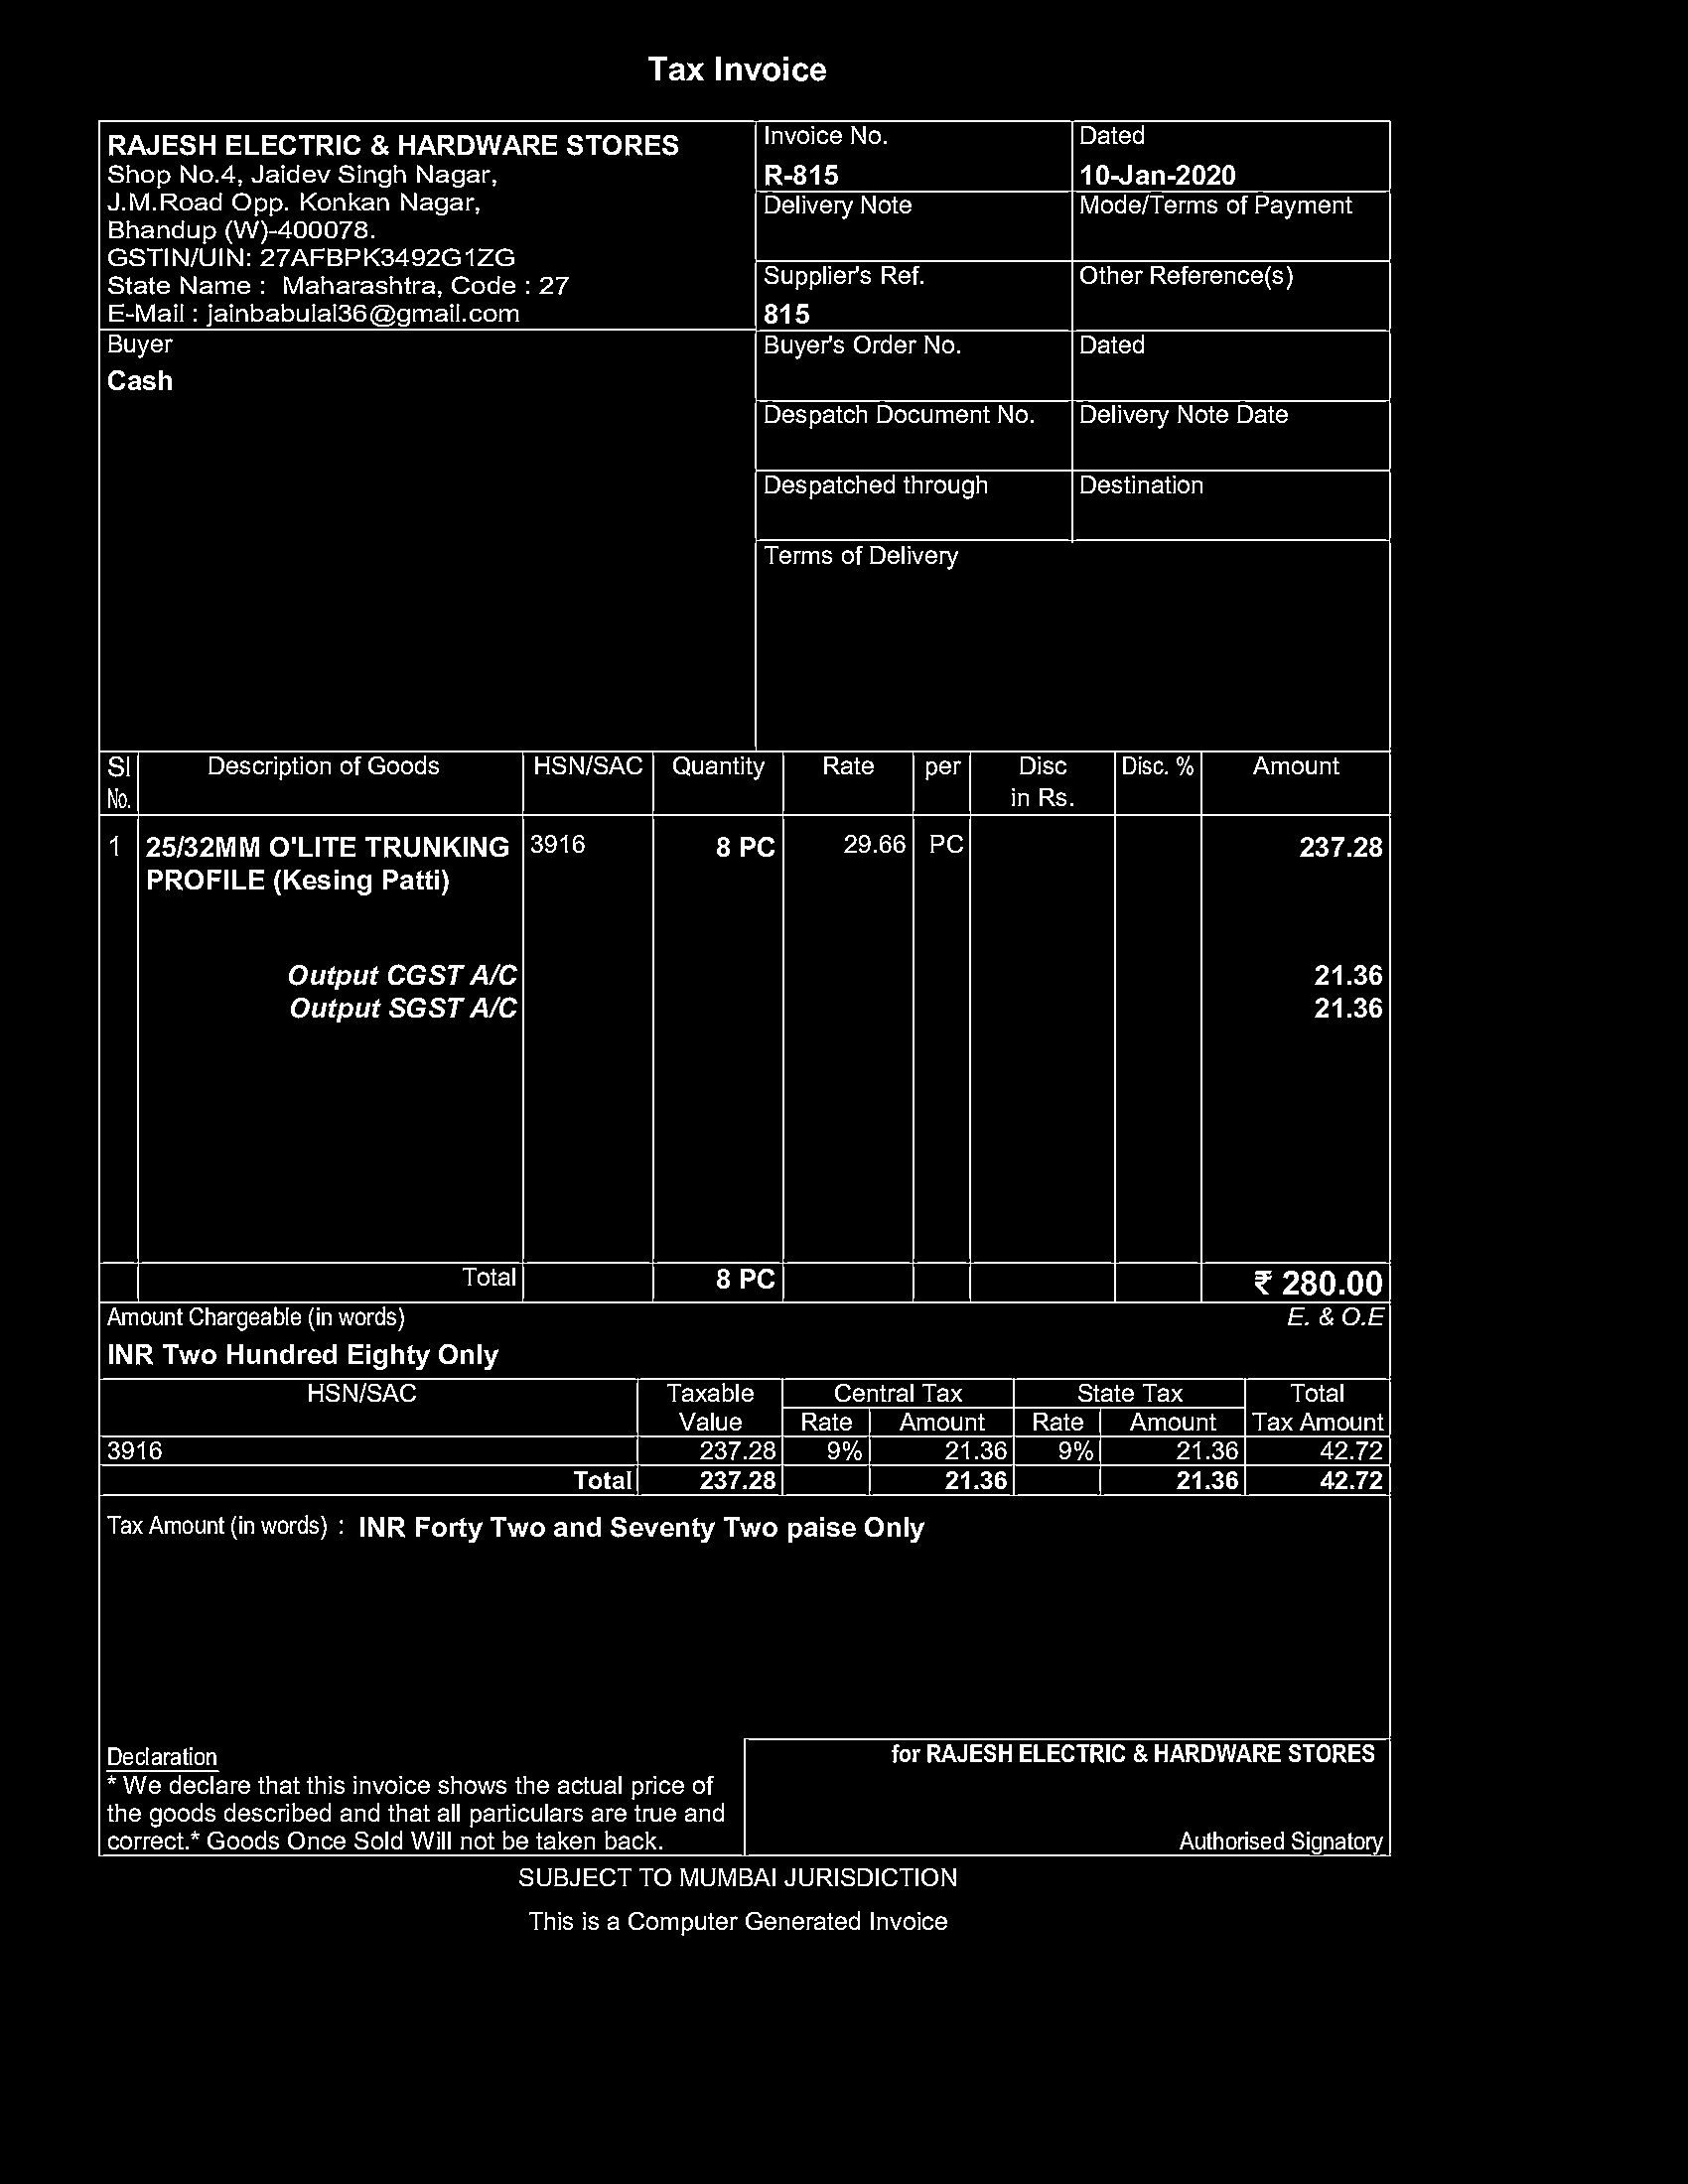 Tax Invoice
RAJESH ELECTRIC & HARDWARE STORES
Shop No.4, Jaidev Singh Nagar,
J.M.Road Opp. Konkan Nagar,
Bhandup (W)-400078.
GSTIN/UIN: 27AFBPK3492G1ZG
State Name : Maharashtra, Code : 27
E-Mail : jainbabulal36@gmail.com
Buyer
Cash
Invoice No.
R-815
Dated
10-Jan-2020
Delivery Note
Mode/Terms of Payment
Supplier's Ref.
815
Other Reference(s)
Buyer's Order No.
Dated
Despatch Document No.
Delivery Note Date
Despatched through
Destination
Terms of Delivery
Sl No. Description of Goods HSN/SAC Quantity Rate per Disc in Rs. Disc. % Amount
1 25/32MM O'LITE TRUNKING 3916 8 PC 29.66 PC 237.28
PROFILE (Kesing Patti)
Output CGST A/C 21.36
Output SGST A/C 21.36
Total 8 PC ₹ 280.00
Amount Chargeable (in words) E. & O.E
INR Two Hundred Eighty Only
HSN/SAC Taxable Value Central Tax State Tax Total Tax Amount
Rate Amount Rate Amount
3916 237.28 9% 21.36 9% 21.36 42.72
Total 237.28 21.36 21.36 42.72
Tax Amount (in words) : INR Forty Two and Seventy Two paise Only
Declaration
* We declare that this invoice shows the actual price of
the goods described and that all particulars are true and
correct.* Goods Once Sold Will not be taken back.
for RAJESH ELECTRIC & HARDWARE STORES
Authorised Signatory
SUBJECT TO MUMBAI JURISDICTION
This is a Computer Generated Invoice